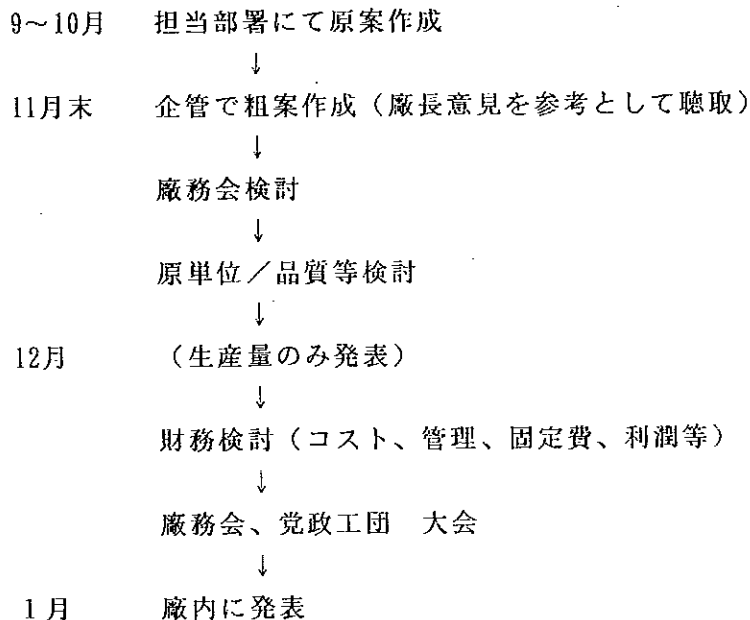 9～10月　担当部署にて原案作成
↓
11月末　企管で粗案作成（廠長意見を参考として聴取）
↓
廠務会検討
↓
原単位／品質等検討
↓
12月　（生産量のみ発表）
↓
財務検討（コスト、管理、固定費、利潤等）
↓
廠務会、党政工団　大会
↓
1月　廠内に発表